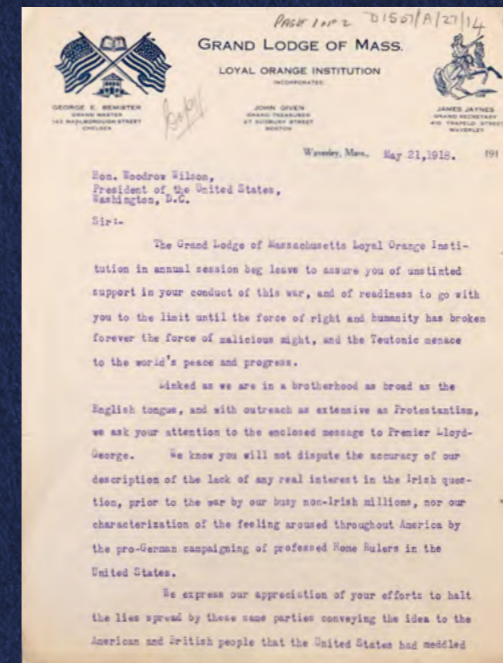 PAGE 1 OF 2 D1507/A/27/14
GRAND LODGE OF MASS.
LOYAL ORANGE INSTITUTION
INCORPORATED
GEORGE E. BEMISTER
GRAND MASTER
MARLBOROUGH STREET
CHELSEA
Copy
JOHN GIVEN
GRAND TREASURER
SUDBURY STREET
BOSTON
JAMES JAYNES
GRAND SECRETARY
TRAPELO STREET
WAVERLEY
Waverley, Mass., May 21,1918. 191
Hon. Woodrow Wilson,
President of the United States,
Washington, D.C.
Sir:-
The Grand Lodge of Massachusetts Loyal Orange Insti-
tution in annual session beg leave to assure you of unstinted
support in your conduct of this war, and of readiness to go with
you to the limit until the force of right and humanity has broken
forever the force of malicious might, and the Teutonic menace
to the world's peace and progress.
Linked as we are in a brotherhood as broad as the
English tongue, and with outreach as extensive as Protestantism,
we ask your attention to the enclosed message to Premier Lloyd-
George. We know you will not dispute the accuracy of our
description of the lack of any real interest in the Irish ques-
tion, prior to the war by our busy non-Irish millions, nor our
characterization of the feeling aroused throughout America by
the pro-German campaigning of professed Home Rulers in the
United States.
We express our appreciation of your efforts to halt
the lies spread by these same parties conveying the idea to the
American and British people that the United States had meddled